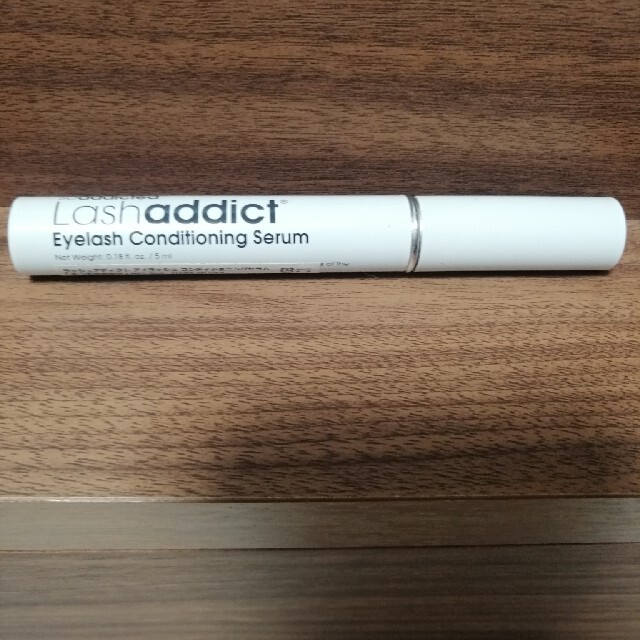 Lashaddict®
Eyelash Conditioning Serum
Net Weight: 0.18 fl. oz. / 5 ml